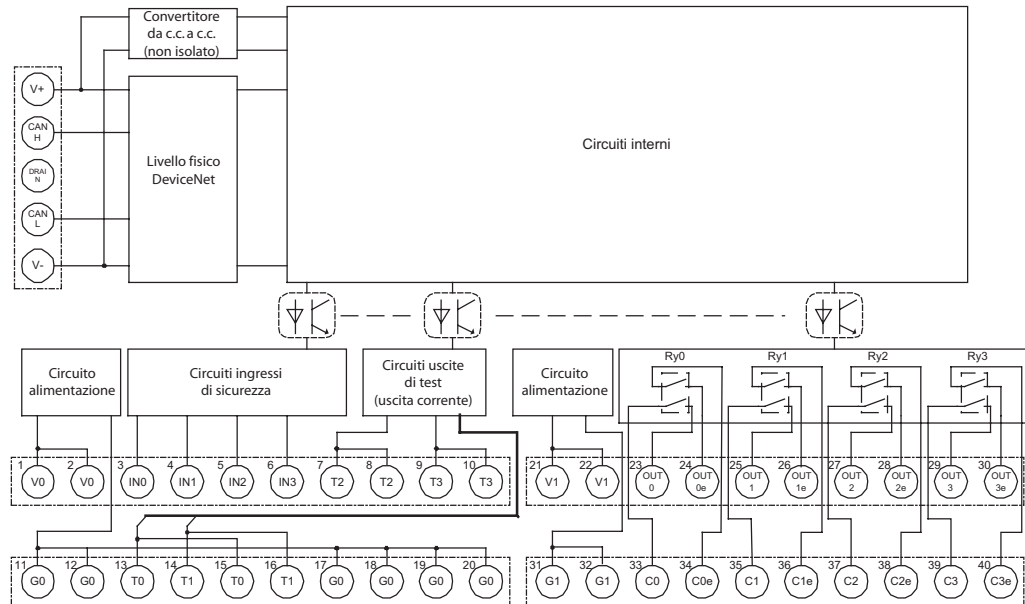 Convertitore
da c.c. a c.c.
(non isolato)
V+
CAN
H
DRAI
N
CAN
L
V-
Livello fisico
DeviceNet
Circuiti interni
Circuito
alimentazione
Circuiti ingressi
di sicurezza
Circuiti uscite
di test
(uscita corrente)
Circuito
alimentazione
Ry0
Ry1
Ry2
Ry3
1 V0
2 V0
3 IN0
4 IN1
5 IN2
6 IN3
7 T2
8 T2
9 T3
10 T3
21 V1
22 V1
23 OUT
0
24 OUT
0e
25 OUT
1
26 OUT
1e
27 OUT
2
28 OUT
2e
29 OUT
3
30 OUT
3e
11 G0
12 G0
13 T0
14 T1
15 T0
16 T1
17 G0
18 G0
19 G0
20 G0
31 G1
32 G1
33 C0
34 C0e
35 C1
36 C1e
37 C2
38 C2e
39 C3
40 C3e